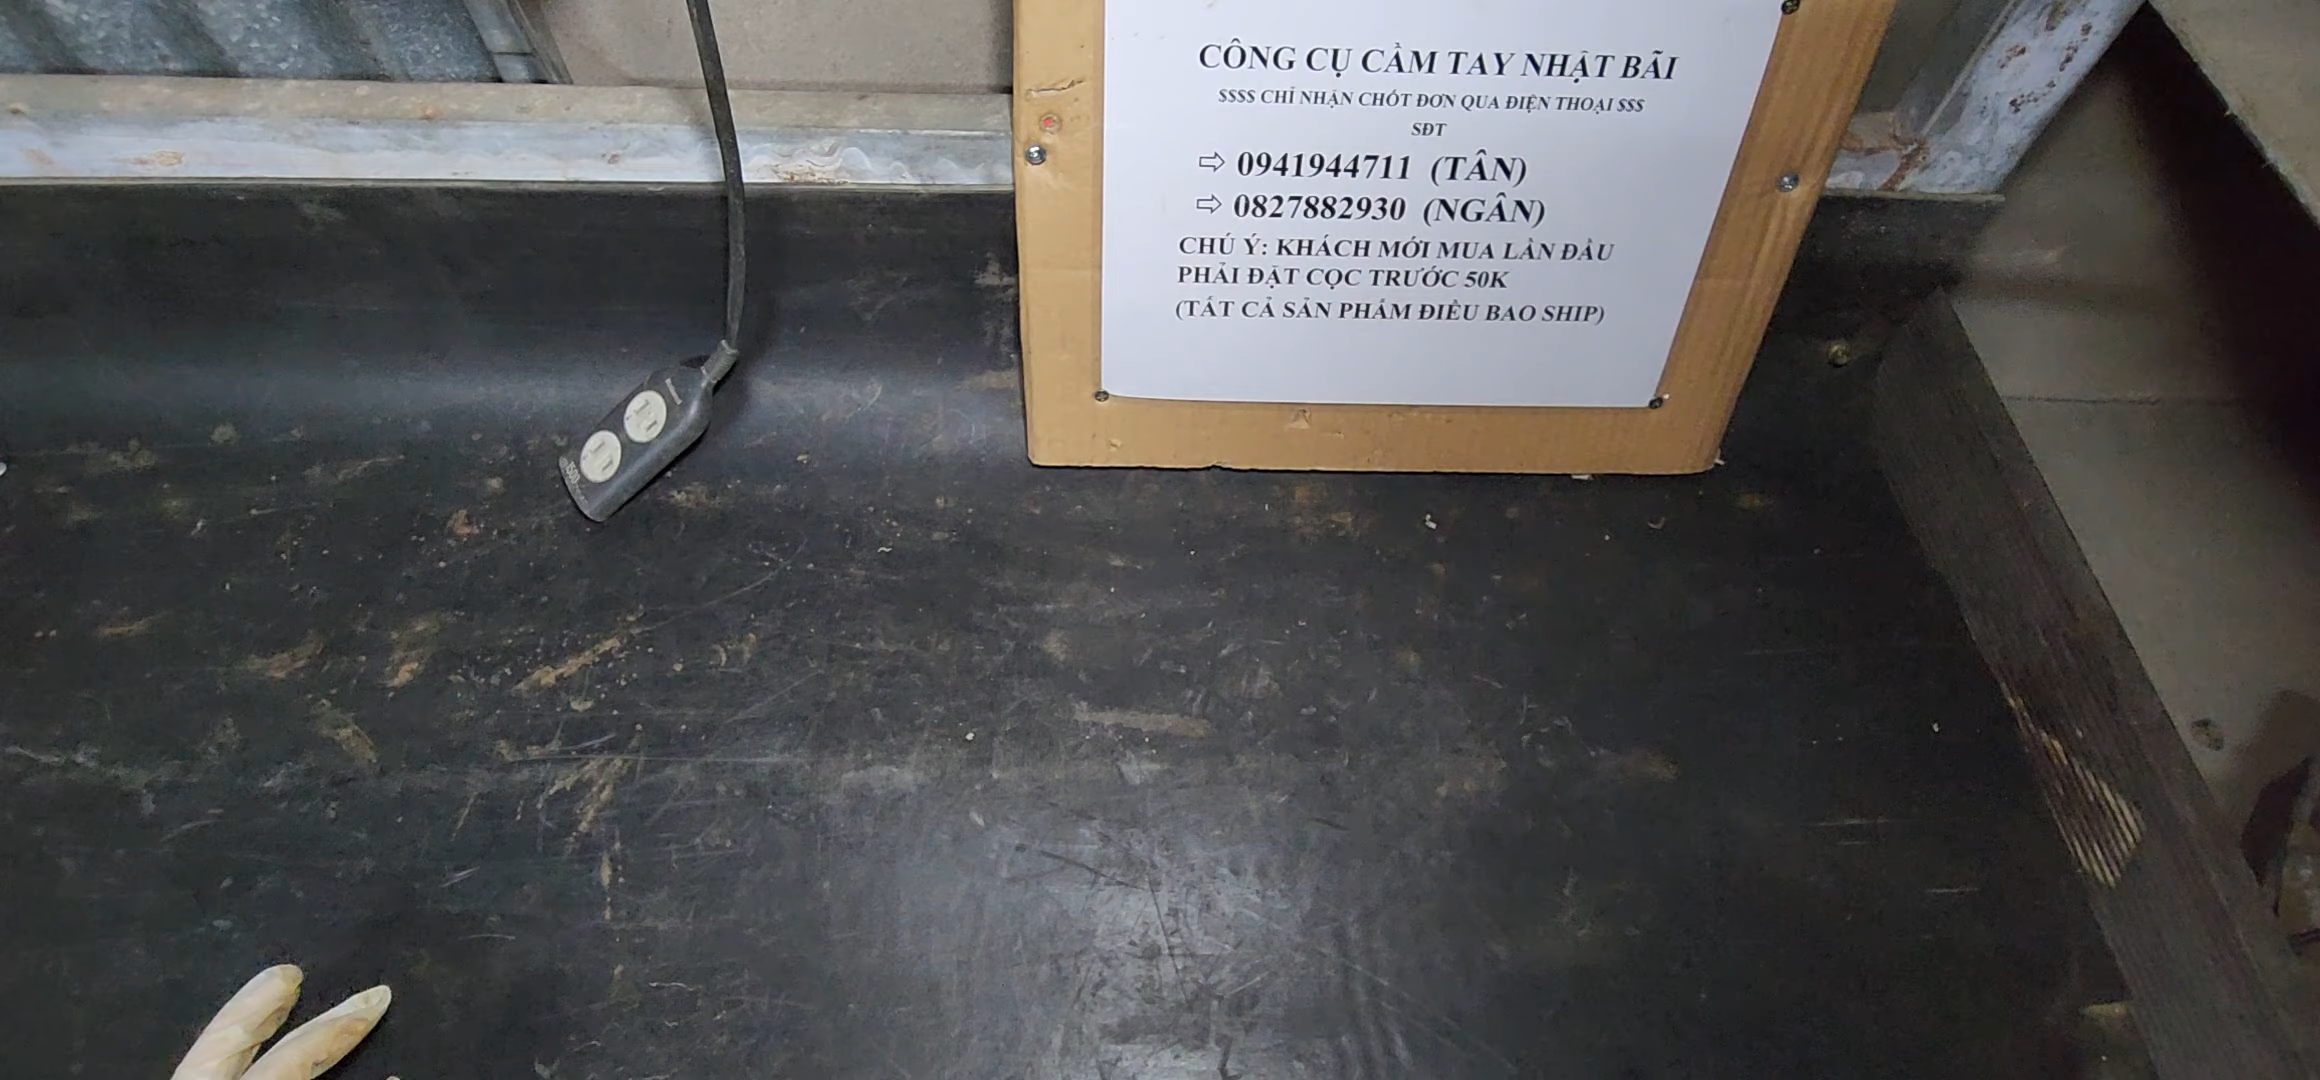 CÔNG CỤ CẦM TAY NHẬT BÃI
$$$$ CHỈ NHẬN CHỐT ĐƠN QUA ĐIỆN THOẠI $$$
SĐT
⇨ 0941944711 (TÂN)
⇨ 0827882930 (NGÂN)
CHÚ Ý: KHÁCH MỚI MUA LẦN ĐẦU
PHẢI ĐẶT CỌC TRƯỚC 50K
(TẤT CẢ SẢN PHẨM ĐIỀU BAO SHIP)
1500